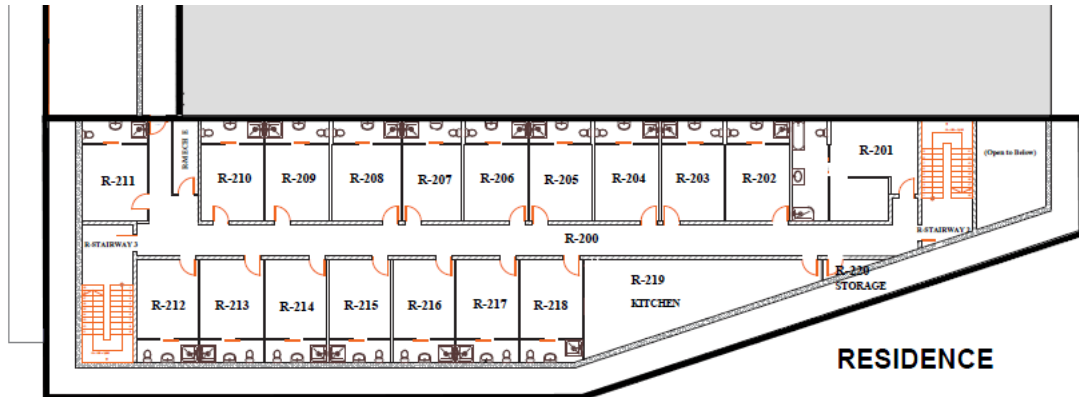 R-MECH E
R-201
(Open to Below)
R-211
R-210
R-209
R-208
R-207
R-206
R-205
R-204
R-203
R-202
R-STAIRWAY 3
R-200
R-STAIRWAY 2
R-219
KITCHEN
R-220
STORAGE
R-212
R-213
R-214
R-215
R-216
R-217
R-218
RESIDENCE